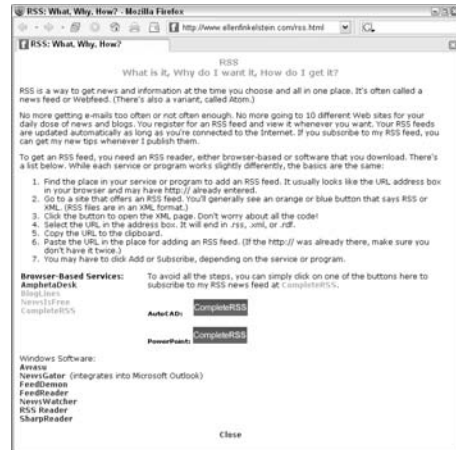 RSS: What, Why, How? - Mozilla Firefox
http://www.ellenfinkelstein.com/rss.html
RSS: What, Why, How?
RSS
What is it, Why do I want it, How do I get it?
RSS is a way to get news and information at the time you choose and all in one place. It's often called a
news feed or Webfeed. (There's also a variant, called Atom.)
No more getting e-mails too often or not often enough. No more going to 10 different Web sites for your
daily dose of news and blogs. You register for an RSS feed and view it whenever you want. Your RSS feeds
are updated automatically as long as you're connected to the Internet. If you subscribe to my RSS feed, you
can get my new tips whenever I publish them.
To get an RSS feed, you need an RSS reader, either browser-based or software that you download. There's
a list below. While each service or program works slightly differently, the basics are the same:
1. Find the place in your service or program to add an RSS feed. It usually looks like the URL address box
in your browser and may have http:// already entered.
2. Go to a site that offers an RSS feed. You'll generally see an orange or blue button that says RSS or
XML. (RSS files are in an XML format.)
3. Click the button to open the XML page. Don't worry about all the code!
4. Select the URL in the address box. It will end in .rss, .xml, or .rdf.
5. Copy the URL to the clipboard.
6. Paste the URL in the place for adding an RSS feed. (If the http:// was already there, make sure you
don't have it twice.)
7. You may have to click Add or Subscribe, depending on the service or program.
Browser-Based Services:
AmphetaDesk
BlogLines
NewsIsFree
CompleteRSS
To avoid all the steps, you can simply click on one of the buttons here to
subscribe to my RSS news feed at CompleteRSS.
AutoCAD: CompleteRSS
PowerPoint: CompleteRSS
Windows Software:
Awasu
NewsGator (integrates into Microsoft Outlook)
FeedDemon
FeedReader
NewsWatcher
RSS Reader
SharpReader
Close